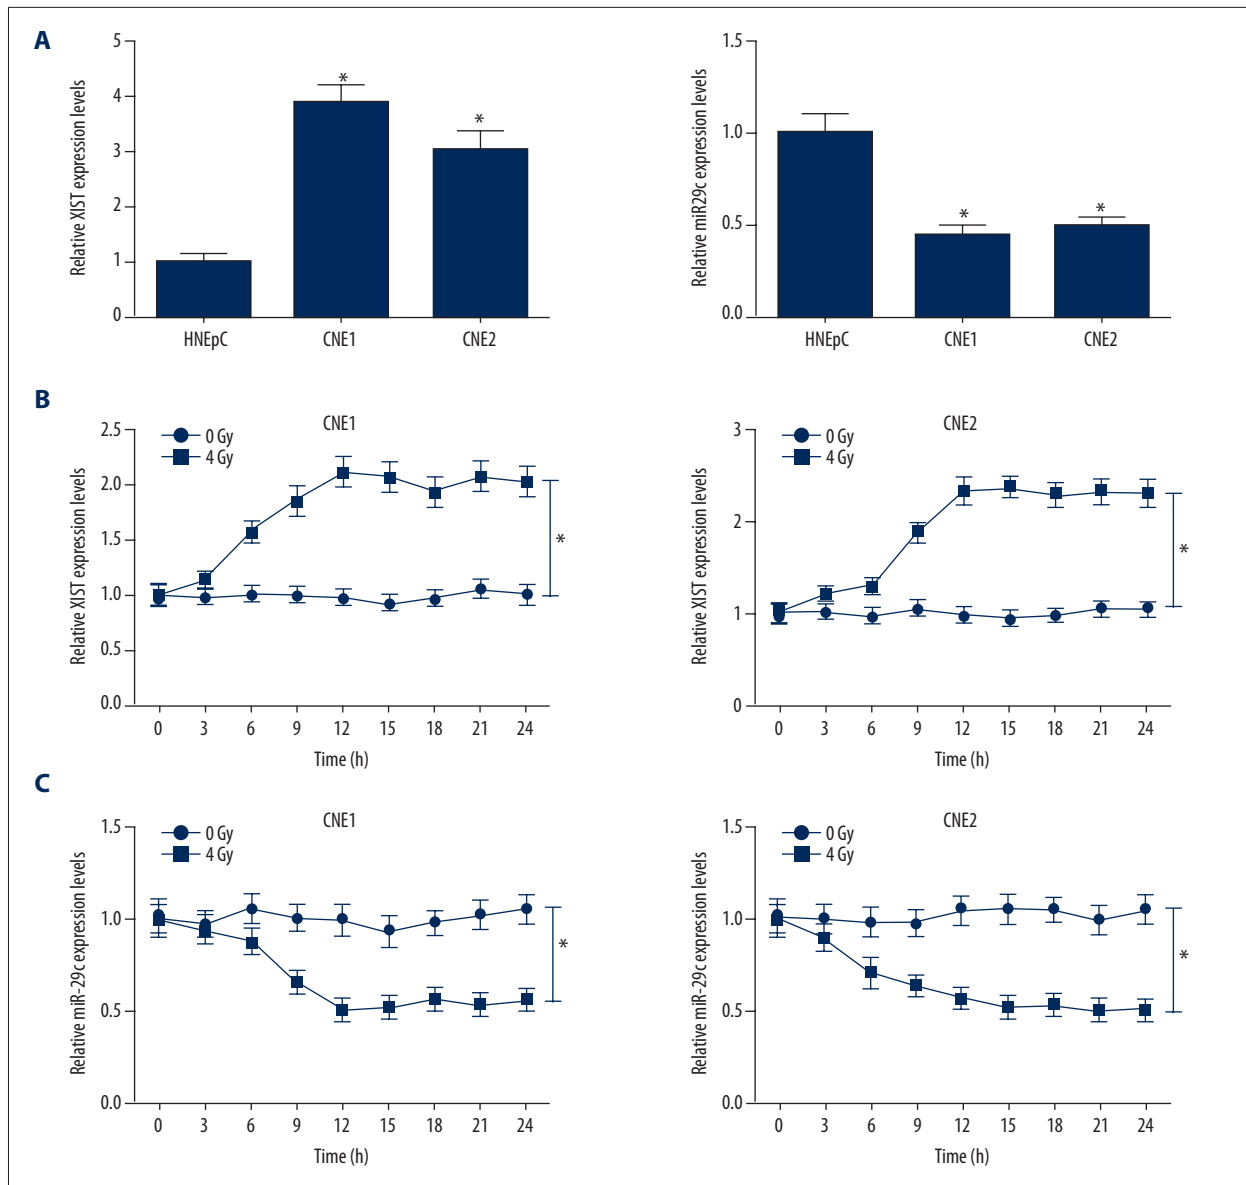 A
Relative XIST expression levels
5
4
3
2
1
0
*
*
HNEpC
CNE1
CNE2
Relative miR29c expression levels
1.5
1.0
0.5
0.0
*
*
HNEpC
CNE1
CNE2
B
CNE1
0 Gy
4 Gy
Relative XIST expression levels
2.5
2.0
1.5
1.0
0.5
0.0
*
0 3 6 9 12 15 18 21 24
Time (h)
CNE2
0 Gy
4 Gy
Relative XIST expression levels
3
2
1
0
*
0 3 6 9 12 15 18 21 24
Time (h)
C
CNE1
0 Gy
4 Gy
Relative miR-29c expression levels
1.5
1.0
0.5
0.0
*
0 3 6 9 12 15 18 21 24
Time (h)
CNE2
0 Gy
4 Gy
Relative miR-29c expression levels
1.5
1.0
0.5
0.0
*
0 3 6 9 12 15 18 21 24
Time (h)